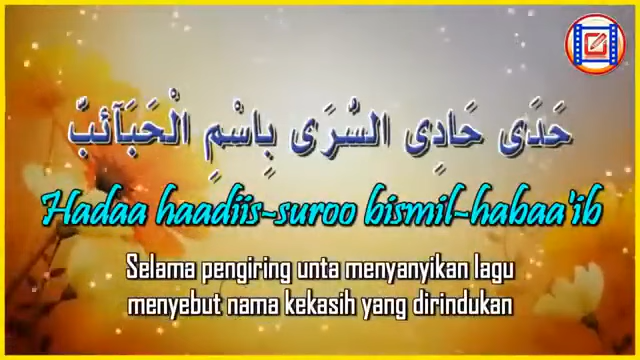 حَدَى حَادِى السُّرَى بِاسْمِ الْحَبَآئبِّ
Hadaa haadiis-suroo bismil-habaa'ib
Selama pengiring unta menyanyikan lagu
menyebut nama kekasih yang dirindukan